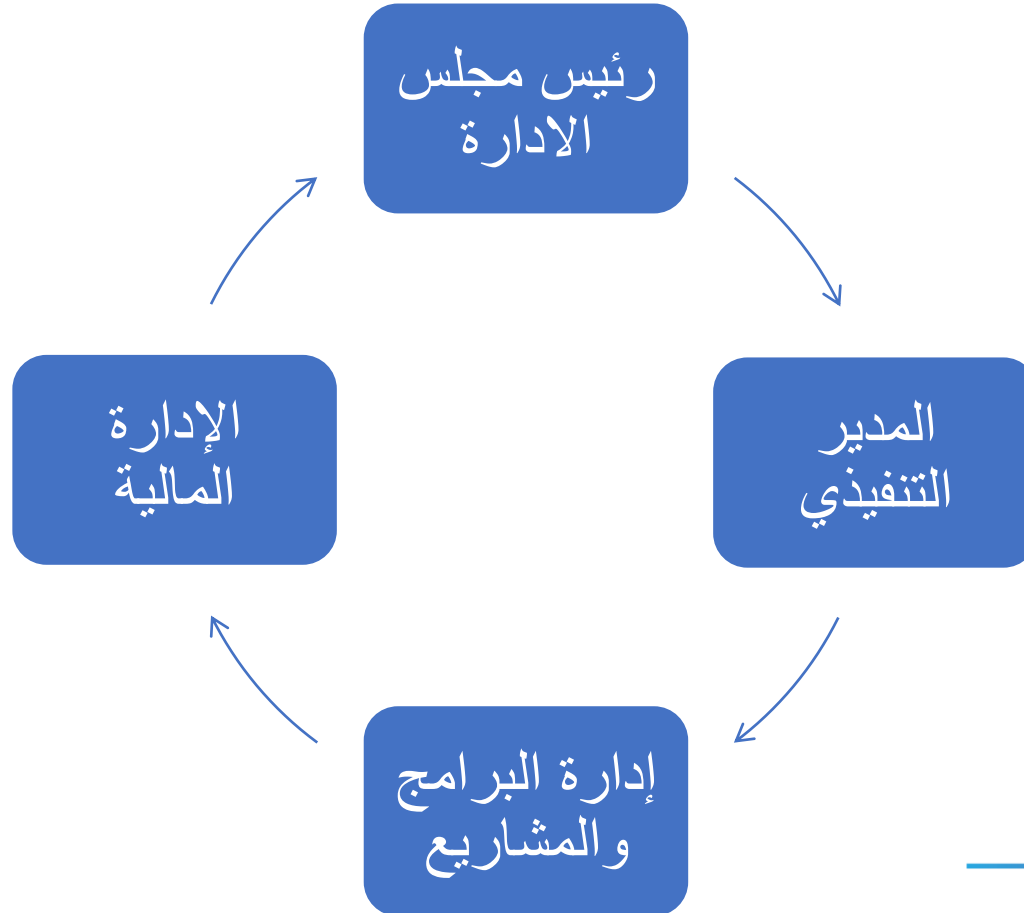 رئيس مجلس
الادارة
المدير
التنفيذي
إدارة البرامج
والمشاريع
الإدارة
المالية